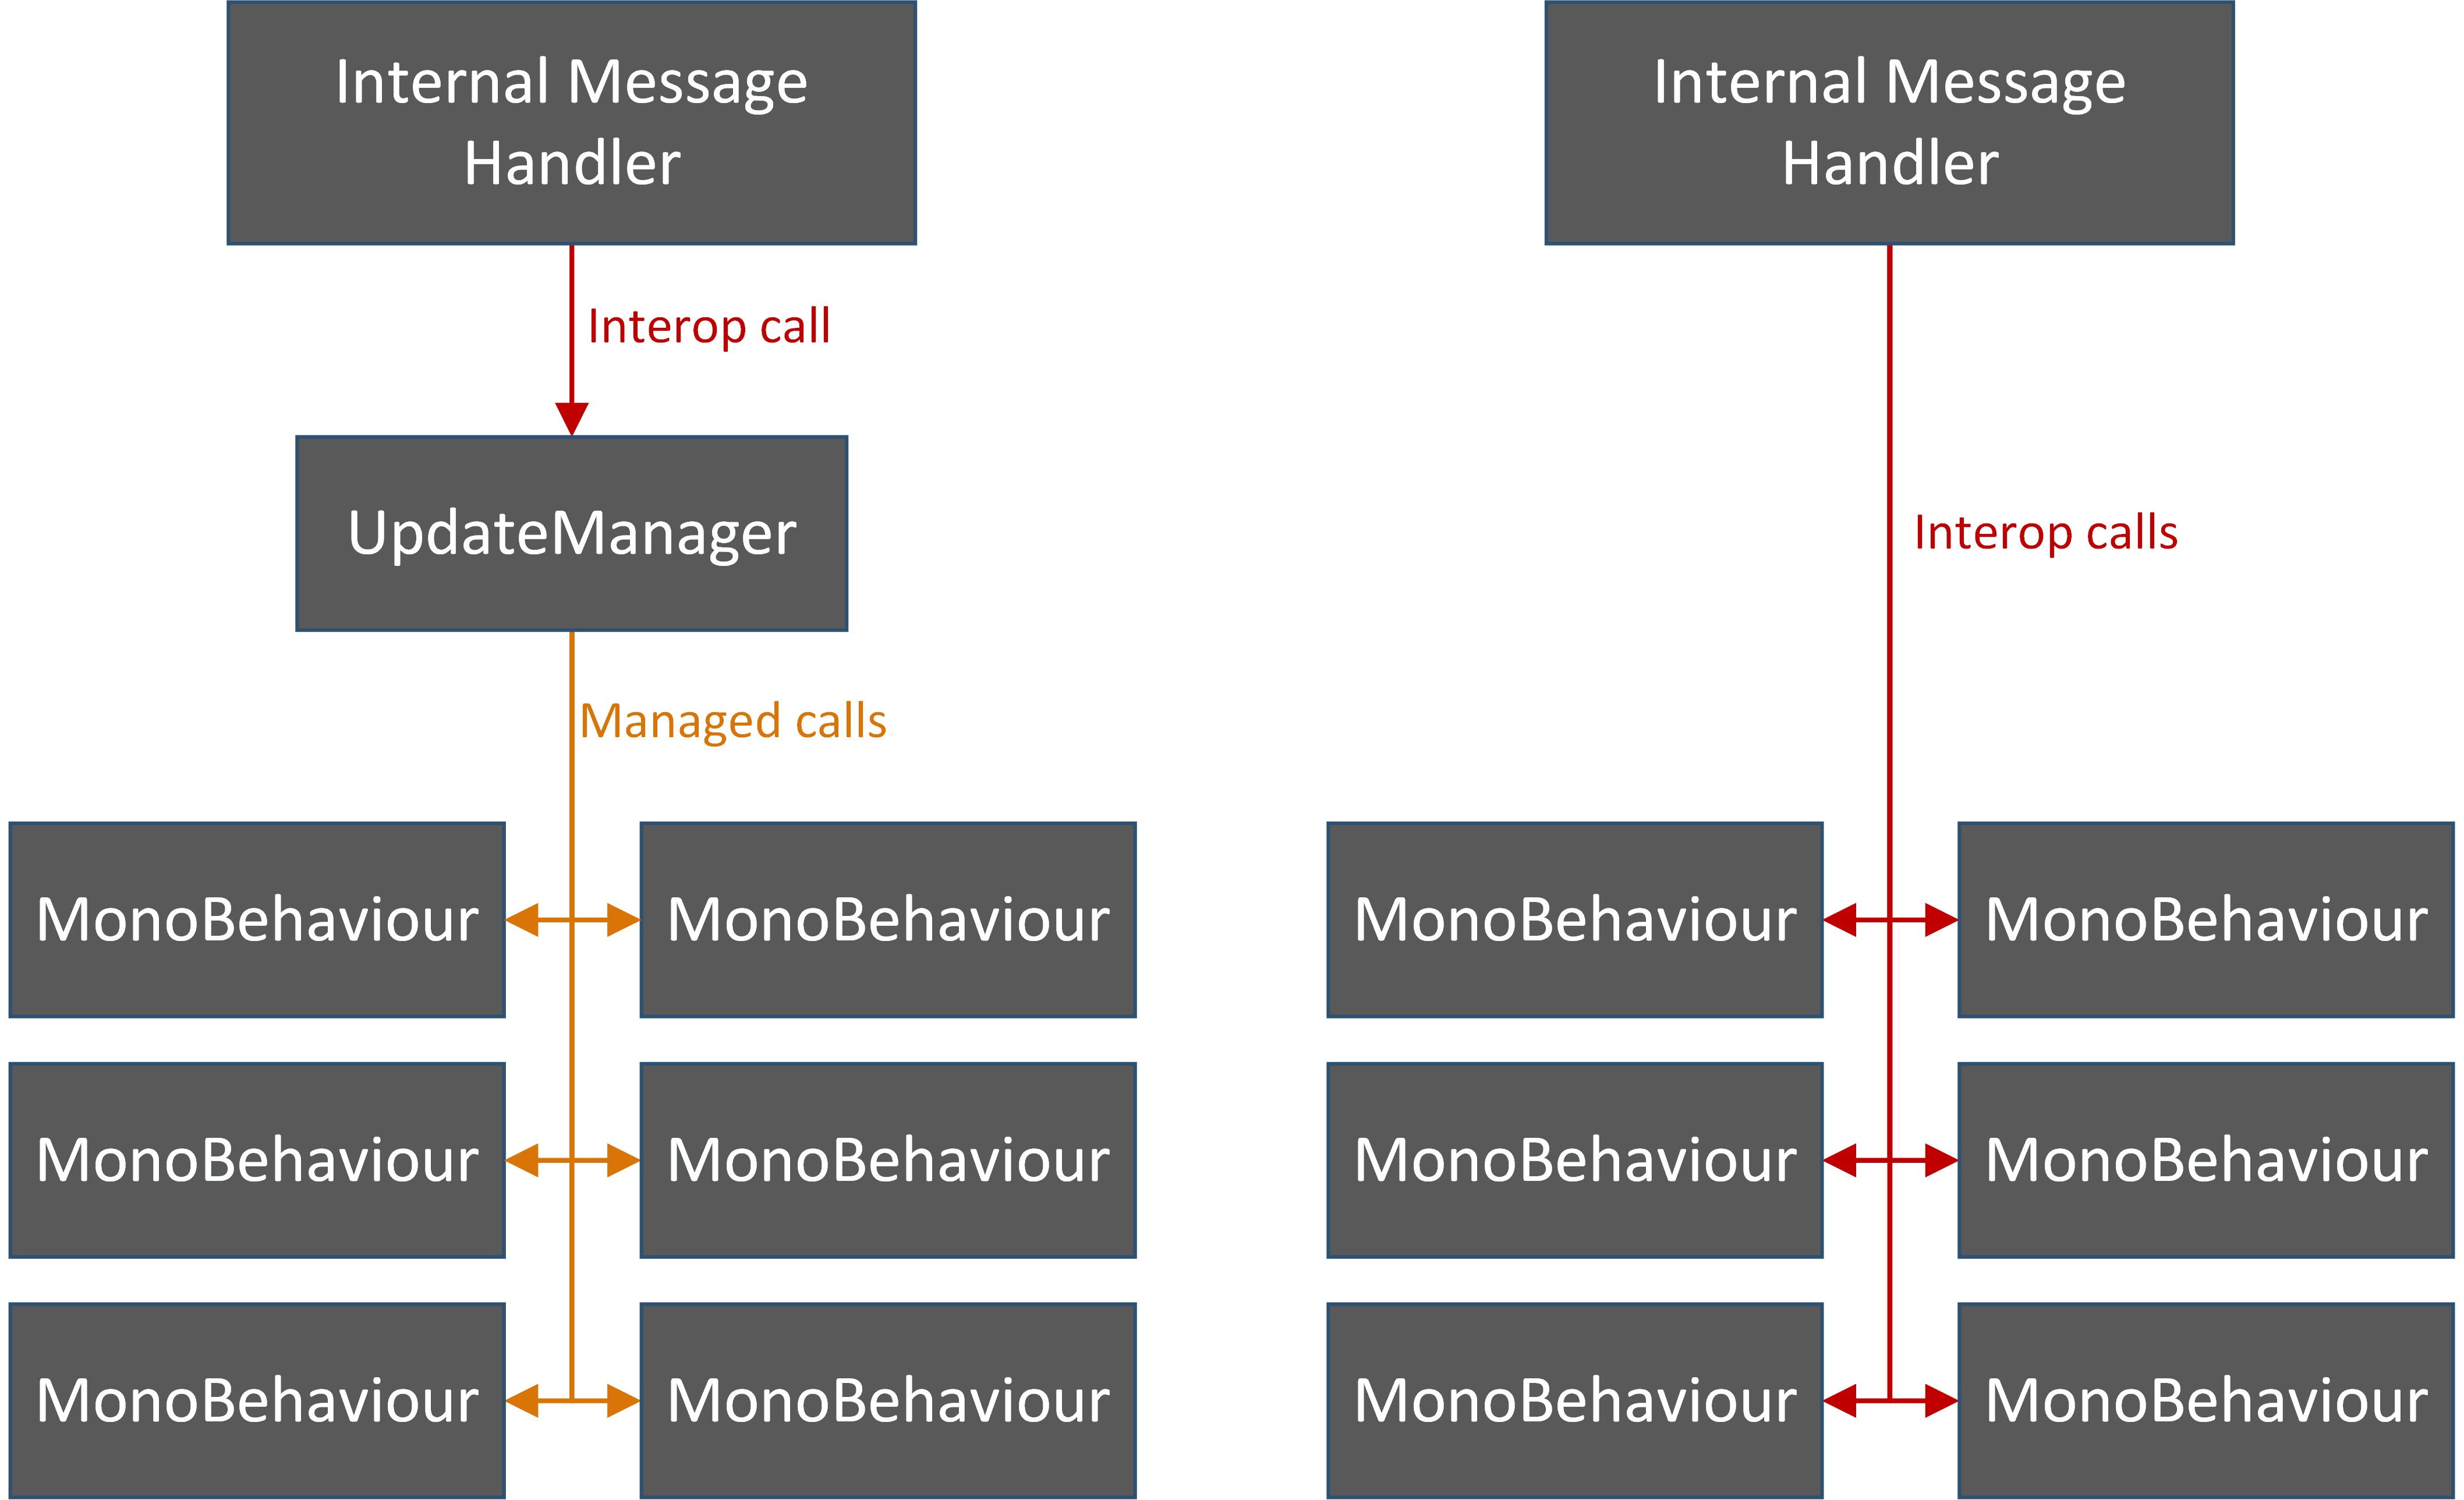 Internal Message
Handler
Interop call
UpdateManager
Managed calls
MonoBehaviour
MonoBehaviour
MonoBehaviour
MonoBehaviour
MonoBehaviour
MonoBehaviour
Internal Message
Handler
Interop calls
MonoBehaviour
MonoBehaviour
MonoBehaviour
MonoBehaviour
MonoBehaviour
MonoBehaviour